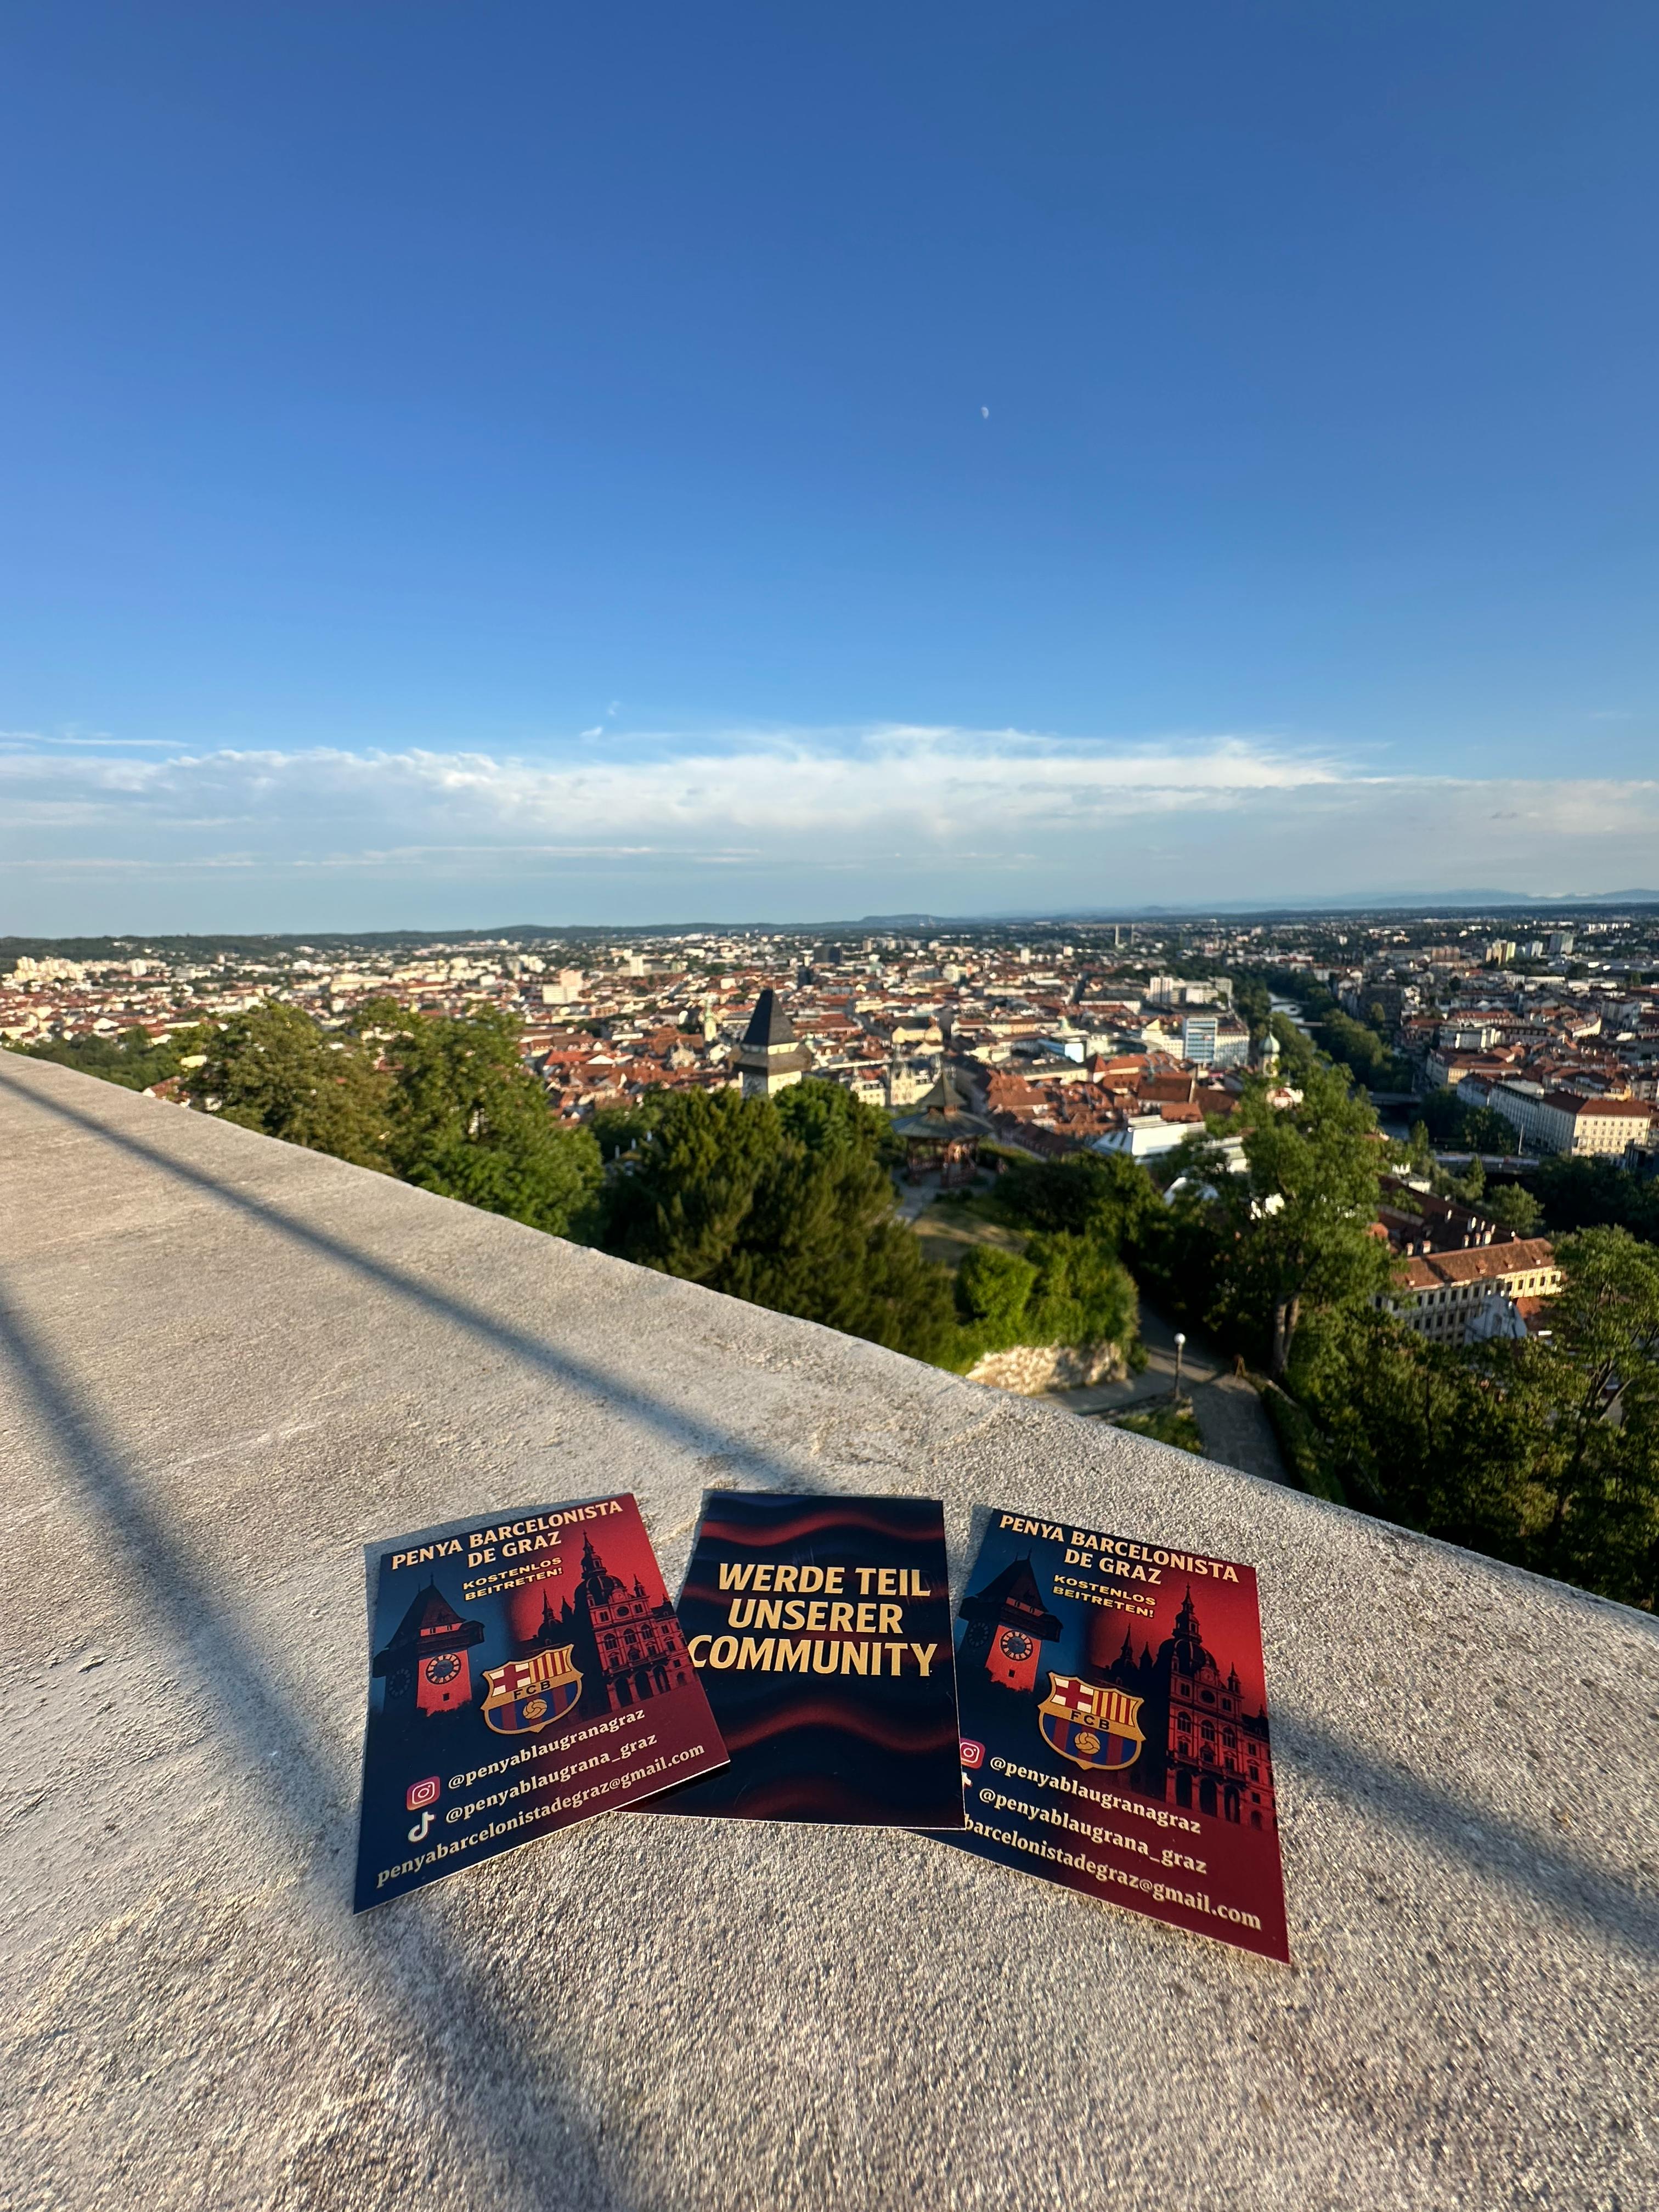 PENYA BARCELONISTA
DE GRAZ
KOSTENLOS
BEITRETEN!
FCB
@penyablaugranagraz
@penyablaugrana_graz
penyabarcelonistadegraz@gmail.com
WERDE TEIL
UNSERER
COMMUNITY
PENYA BARCELONISTA
DE GRAZ
KOSTENLOS
BEITRETEN!
FCB
@penyablaugranagraz
@penyablaugrana_graz
barcelonistadegraz@gmail.com